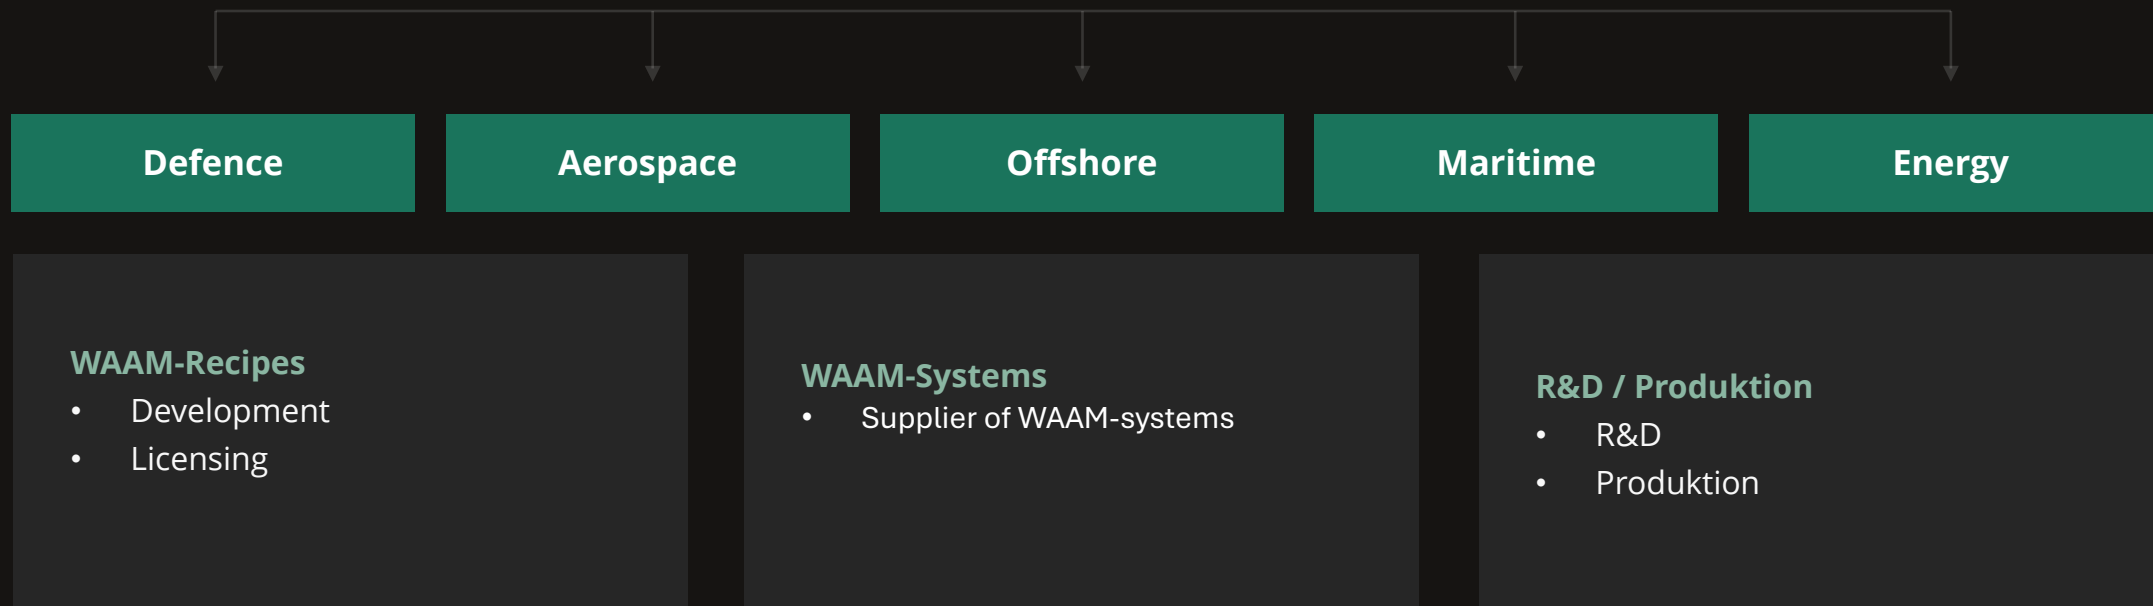 Defence
Aerospace
Offshore
Maritime
Energy
WAAM-Recipes
• Development
• Licensing
WAAM-Systems
• Supplier of WAAM-systems
R&D / Produktion
• R&D
• Produktion